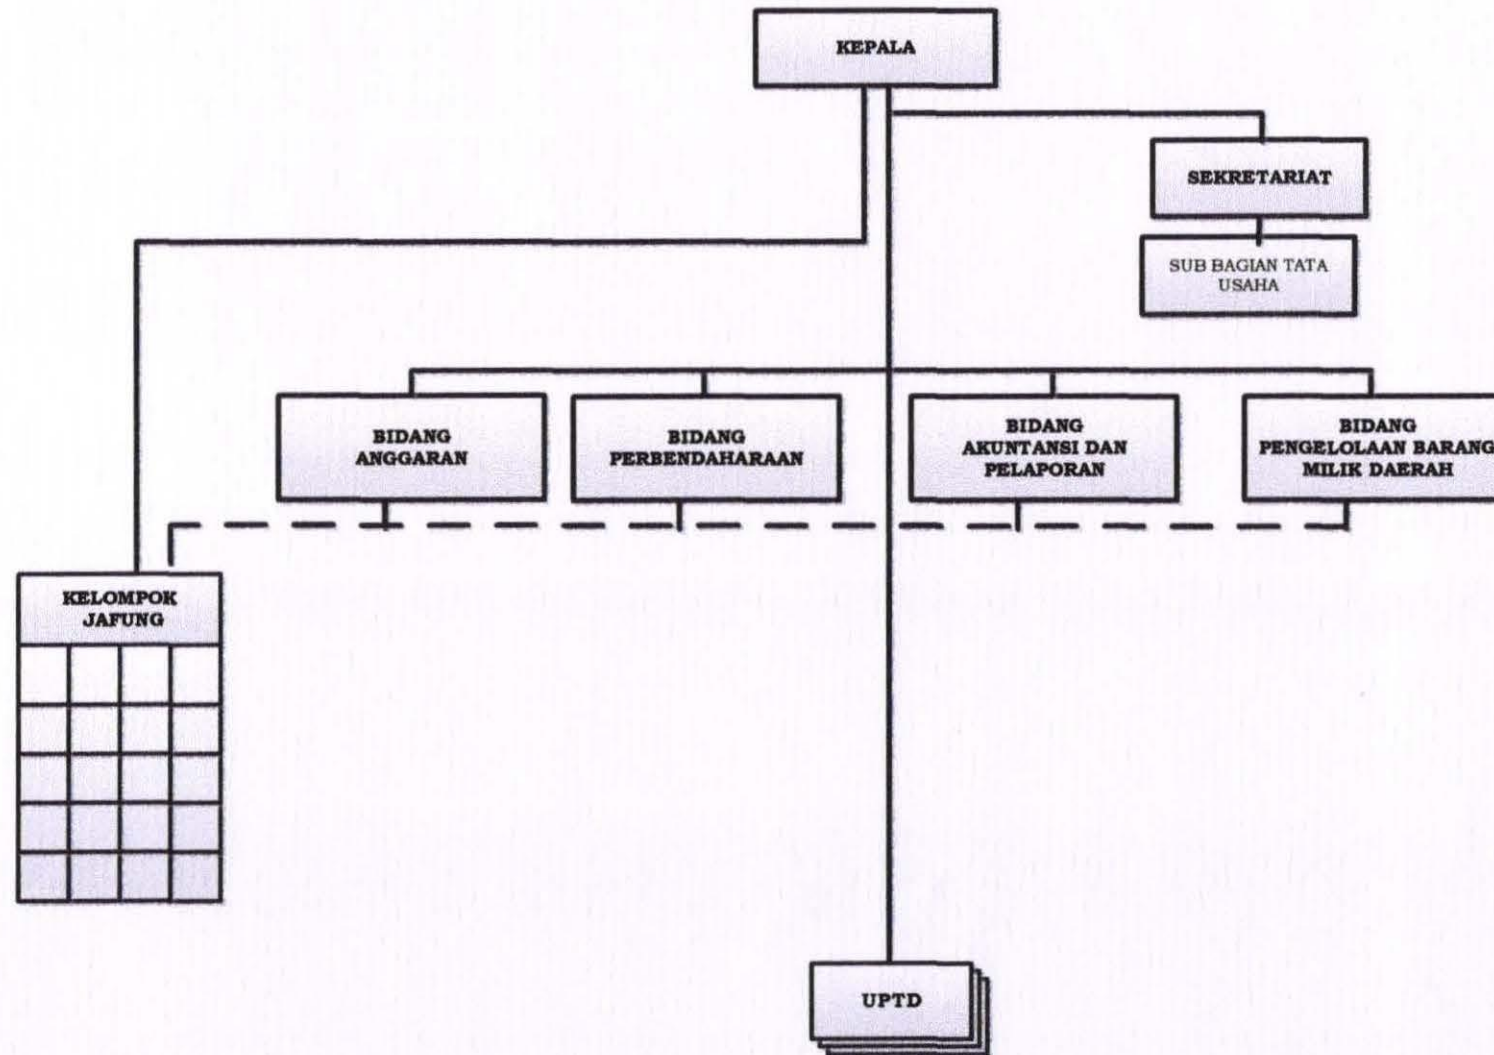 KEPALA
SEKRETARIAT
SUB BAGIAN TATA
USAHA
BIDANG
ANGGARAN
BIDANG
PERBENDAHARAAN
BIDANG
AKUNTANSI DAN
PELAPORAN
BIDANG
PENGELOLAAN BARANG
MILIK DAERAH
KELOMPOK
JAFUNG
UPTD